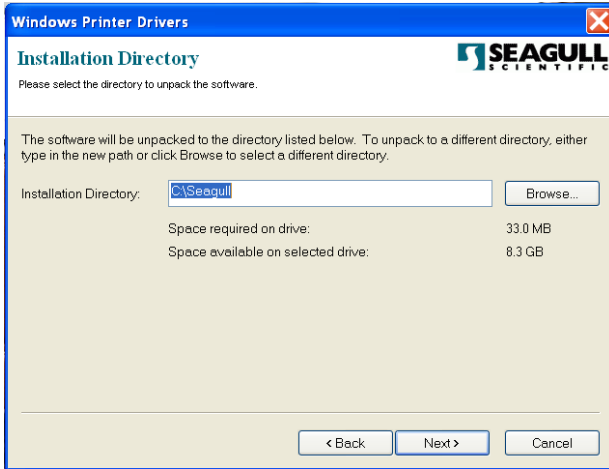 Windows Printer Drivers
Installation Directory
SEAGULL
SCIENTIFIC
Please select the directory to unpack the software.
The software will be unpacked to the directory listed below. To unpack to a different directory, either
type in the new path or click Browse to select a different directory.
Installation Directory: C:\Seagull Browse...
Space required on drive: 33.0 MB
Space available on selected drive: 8.3 GB
< Back Next > Cancel